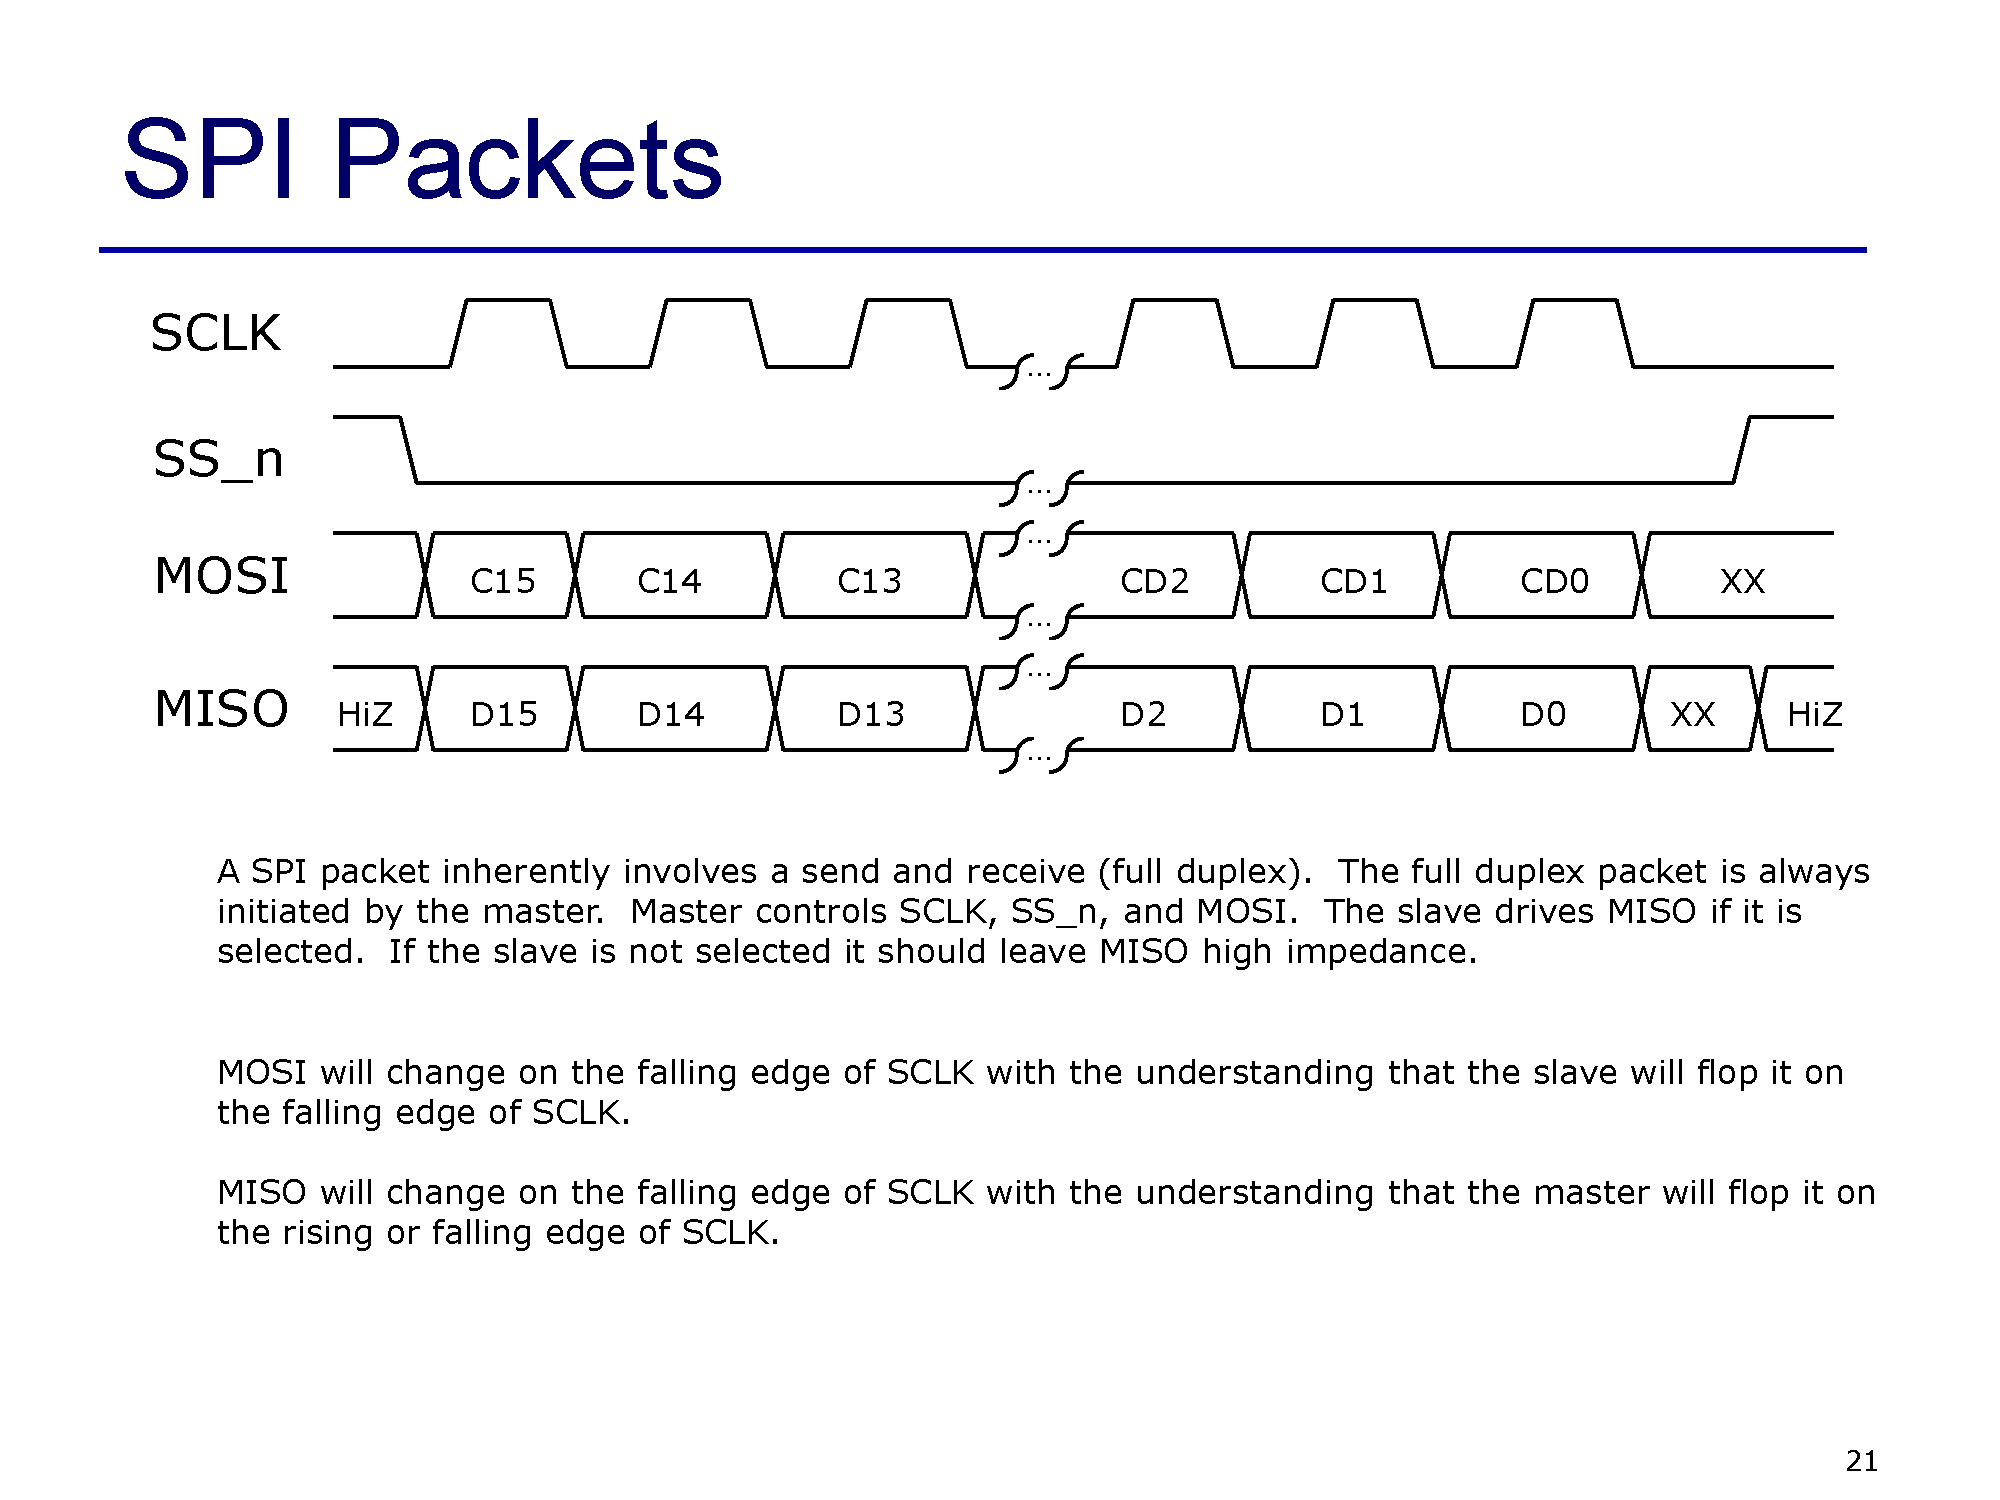 SPI Packets
SCLK
...
SS_n
...
...
MOSI C15 C14 C13 CD2 CD1 CD0 XX
...
...
MISO HiZ D15 D14 D13 D2 D1 D0 XX HiZ
...
A SPI packet inherently involves a send and receive (full duplex). The full duplex packet is always
initiated by the master. Master controls SCLK, SS_n, and MOSI. The slave drives MISO if it is
selected. If the slave is not selected it should leave MISO high impedance.
MOSI will change on the falling edge of SCLK with the understanding that the slave will flop it on
the falling edge of SCLK.
MISO will change on the falling edge of SCLK with the understanding that the master will flop it on
the rising or falling edge of SCLK.
21